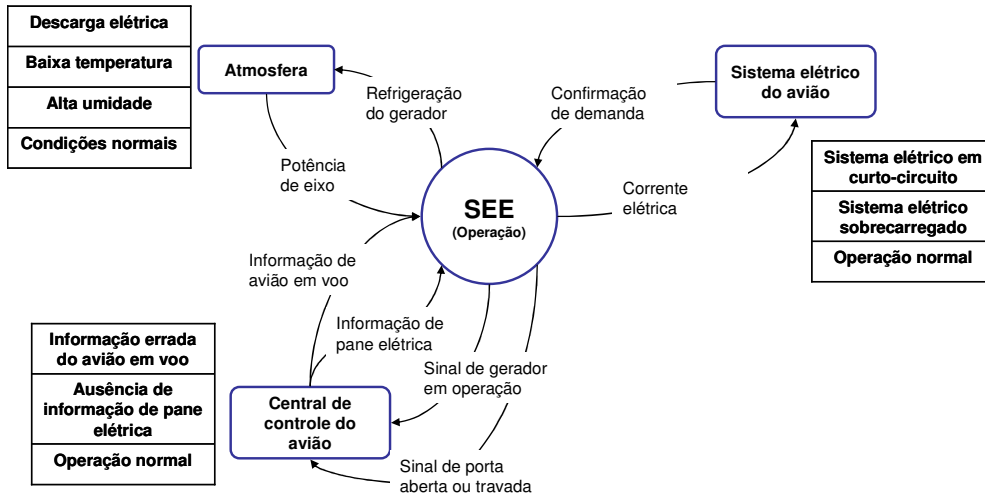 Descarga elétrica
Baixa temperatura
Alta umidade
Condições normais
Atmosfera
Refrigeração
do gerador
Potência
de eixo
Confirmação
de demanda
Sistema elétrico
do avião
Corrente
elétrica
Sistema elétrico em
curto-circuito
Sistema elétrico
sobrecarregado
Operação normal
SEE
(Operação)
Informação de
avião em voo
Informação de
pane elétrica
Sinal de gerador
em operação
Sinal de porta
aberta ou travada
Informação errada
do avião em voo
Ausência de
informação de pane
elétrica
Operação normal
Central de
controle do
avião